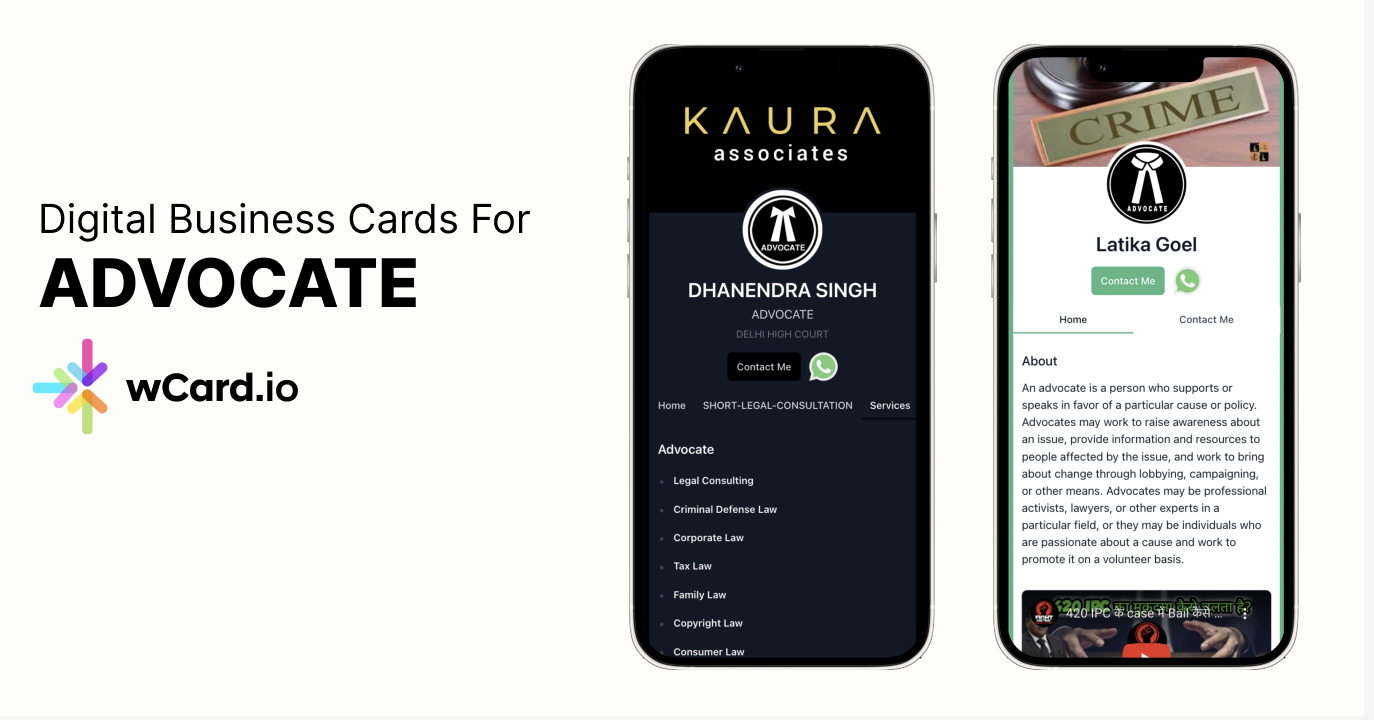 Digital Business Cards For
ADVOCATE
wCard.io
KAURA
associates
ADVOCATE
DHANENDRA SINGH
ADVOCATE
DELHI HIGH COURT
Contact Me
Home SHORT-LEGAL-CONSULTATION Services
Advocate
Legal Consulting
Criminal Defense Law
Corporate Law
Tax Law
Family Law
Copyright Law
Consumer Law
CRIME
ADVOCATE
Latika Goel
Contact Me
Home Contact Me
About
An advocate is a person who supports or
speaks in favor of a particular cause or policy.
Advocates may work to raise awareness about
an issue, provide information and resources to
people affected by the issue, and work to bring
about change through lobbying, campaigning,
or other means. Advocates may be professional
activists, lawyers, or other experts in a
particular field, or they may be individuals who
are passionate about a cause and work to
promote it on a volunteer basis.
420 IPC का मुकदमा कैसे चलता है?
420 IPC के case में Bail कैसे ...